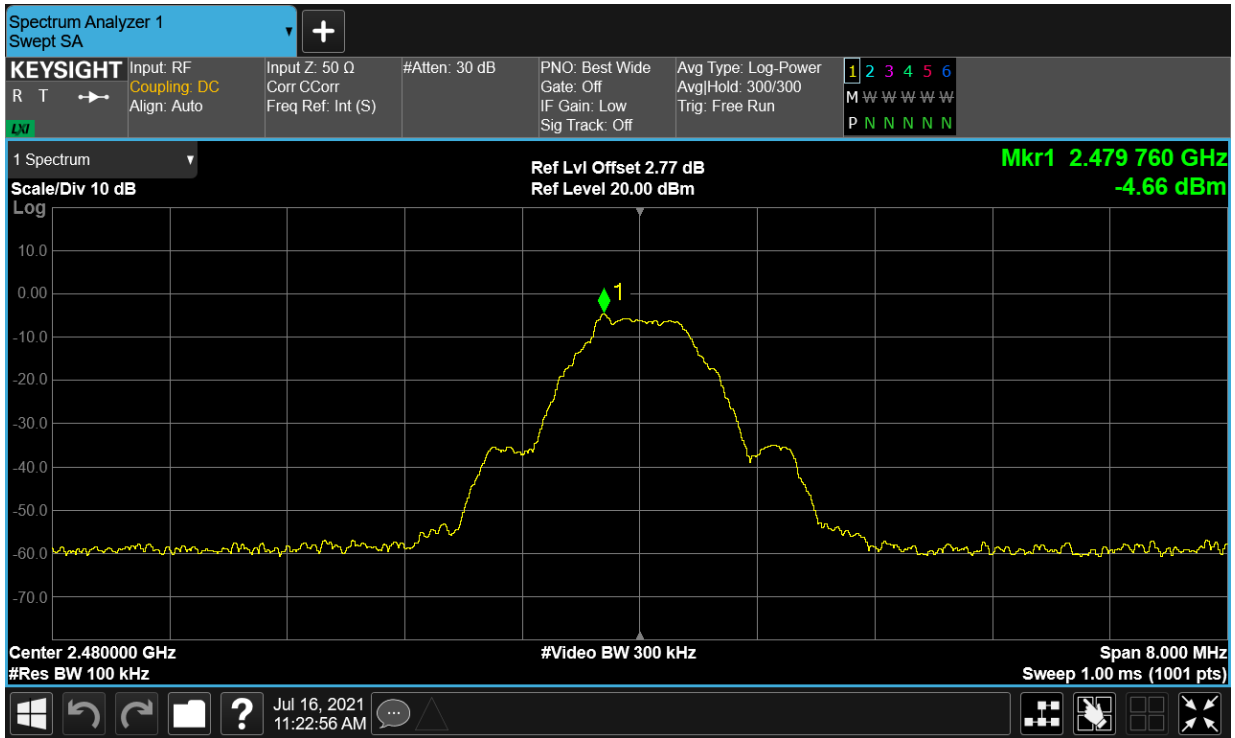 Spectrum Analyzer 1
Swept SA
KEYSIGHT
R T
LXI
Input: RF
Coupling: DC
Align: Auto
Input Z: 50 Ω
Corr CCorr
Freq Ref: Int (S)
#Atten: 30 dB
PNO: Best Wide
Gate: Off
IF Gain: Low
Sig Track: Off
Avg Type: Log-Power
Avg|Hold: 300/300
Trig: Free Run
1 2 3 4 5 6
M W W W W W
P N N N N N
1 Spectrum
Scale/Div 10 dB
Log
Ref Lvl Offset 2.77 dB
Ref Level 20.00 dBm
Mkr1 2.479 760 GHz
-4.66 dBm
10.0
0.00
-10.0
-20.0
-30.0
-40.0
-50.0
-60.0
-70.0
1
Center 2.480000 GHz
#Res BW 100 kHz
#Video BW 300 kHz
Span 8.000 MHz
Sweep 1.00 ms (1001 pts)
?
Jul 16, 2021
11:22:56 AM